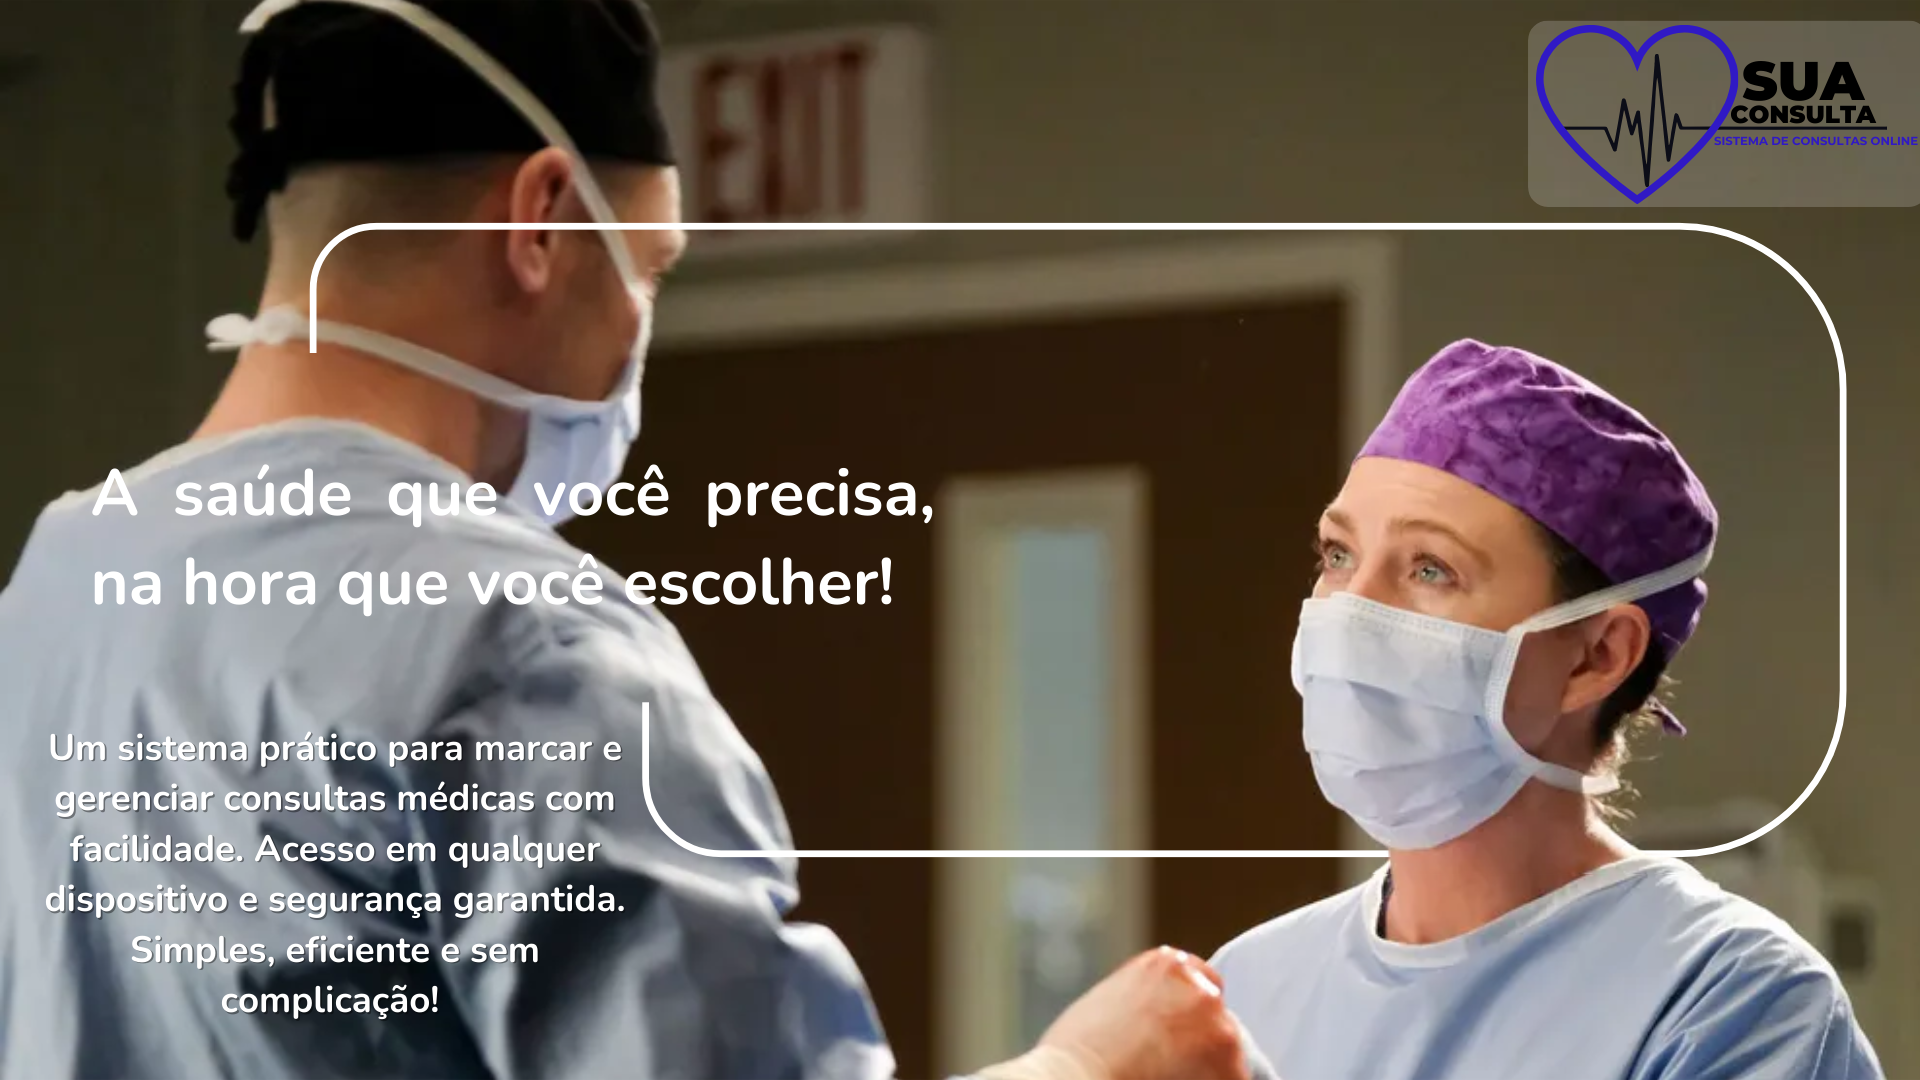 EXIT
SUA
CONSULTA
SISTEMA DE CONSULTAS ONLINE
A saúde que você precisa,
na hora que você escolher!
Um sistema prático para marcar e
gerenciar consultas médicas com
facilidade. Acesso em qualquer
dispositivo e segurança garantida.
Simples, eficiente e sem
complicação!